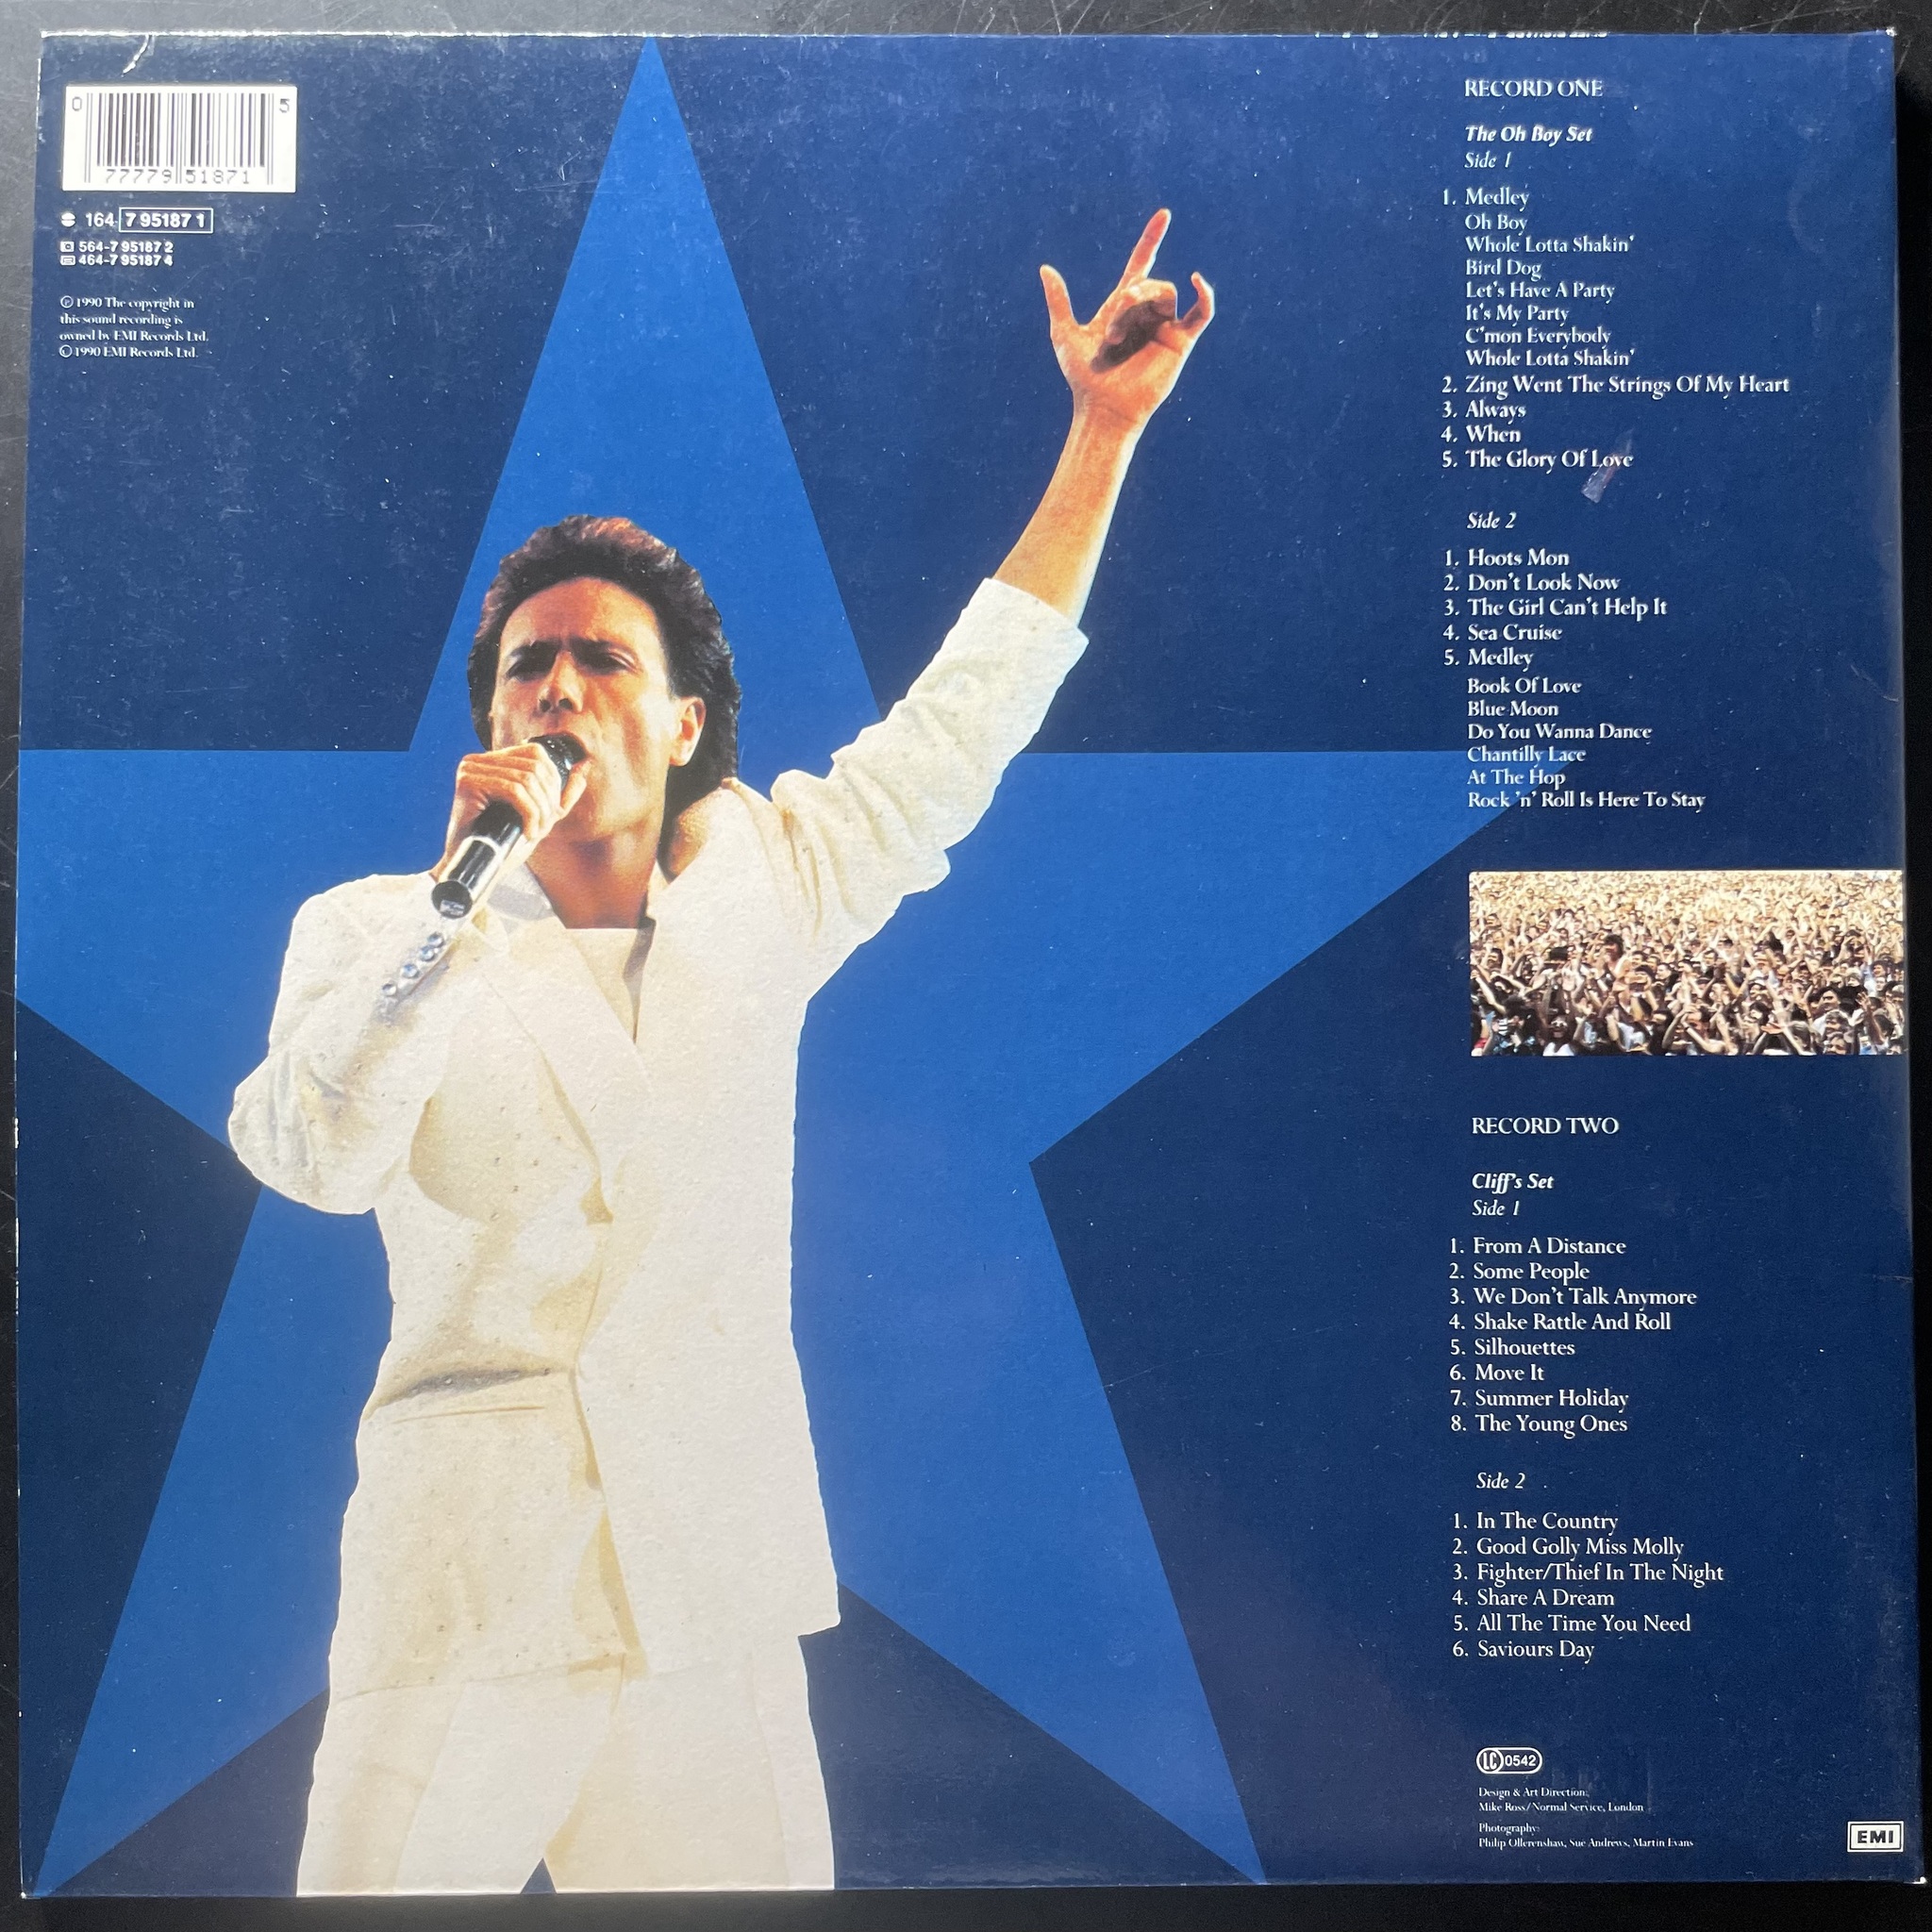 0 5
77779 51871
164 7 95187 1
564-7 95187 2
464-7 95187 4
Ⓟ 1990 The copyright in
this sound recording is
owned by EMI Records Ltd.
© 1990 EMI Records Ltd.
RECORD ONE
The Oh Boy Set
Side 1
1. Medley
Oh Boy
Whole Lotta Shakin'
Bird Dog
Let's Have A Party
It's My Party
C'mon Everybody
Whole Lotta Shakin'
2. Zing Went The Strings Of My Heart
3. Always
4. When
5. The Glory Of Love
Side 2
1. Hoots Mon
2. Don't Look Now
3. The Girl Can't Help It
4. Sea Cruise
5. Medley
Book Of Love
Blue Moon
Do You Wanna Dance
Chantilly Lace
At The Hop
Rock 'n' Roll Is Here To Stay
RECORD TWO
Cliff's Set
Side 1
1. From A Distance
2. Some People
3. We Don't Talk Anymore
4. Shake Rattle And Roll
5. Silhouettes
6. Move It
7. Summer Holiday
8. The Young Ones
Side 2
1. In The Country
2. Good Golly Miss Molly
3. Fighter/Thief In The Night
4. Share A Dream
5. All The Time You Need
6. Saviours Day
LC 0542
Design & Art Direction:
Mike Ross/Normal Service, London
Photography:
Philip Ollerenshaw, Sue Andrews, Martin Evans
EMI